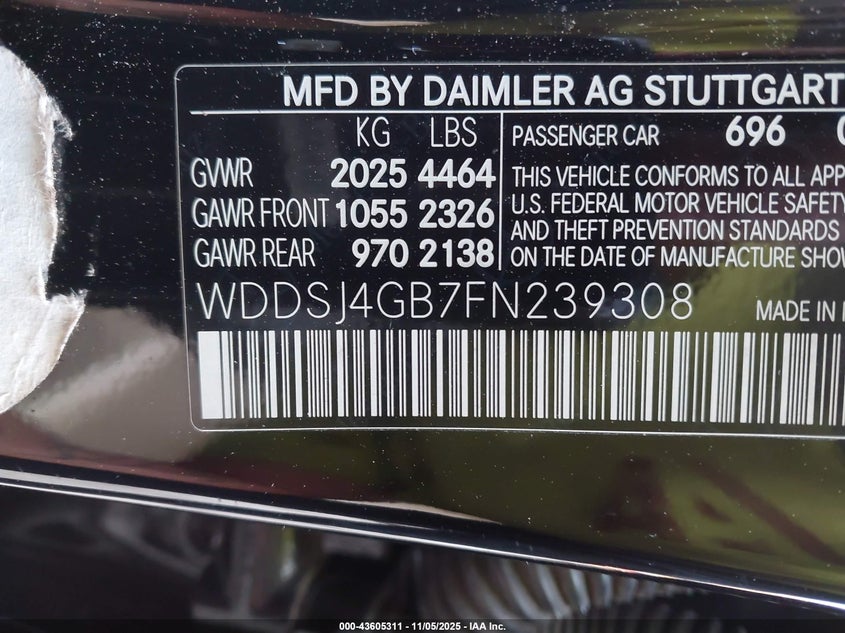 MFD BY DAIMLER AG STUTTGART
KG LBS
GVWR 2025 4464
GAWR FRONT 1055 2326
GAWR REAR 970 2138
PASSENGER CAR 696
THIS VEHICLE CONFORMS TO ALL
U.S. FEDERAL MOTOR VEHICLE SAFETY
AND THEFT PREVENTION STANDARDS
ON THE DATE OF MANUFACTURE
WDDSJ4GB7FN239308 MADE IN
000-43605311 - 11/05/2025 - IAA Inc.